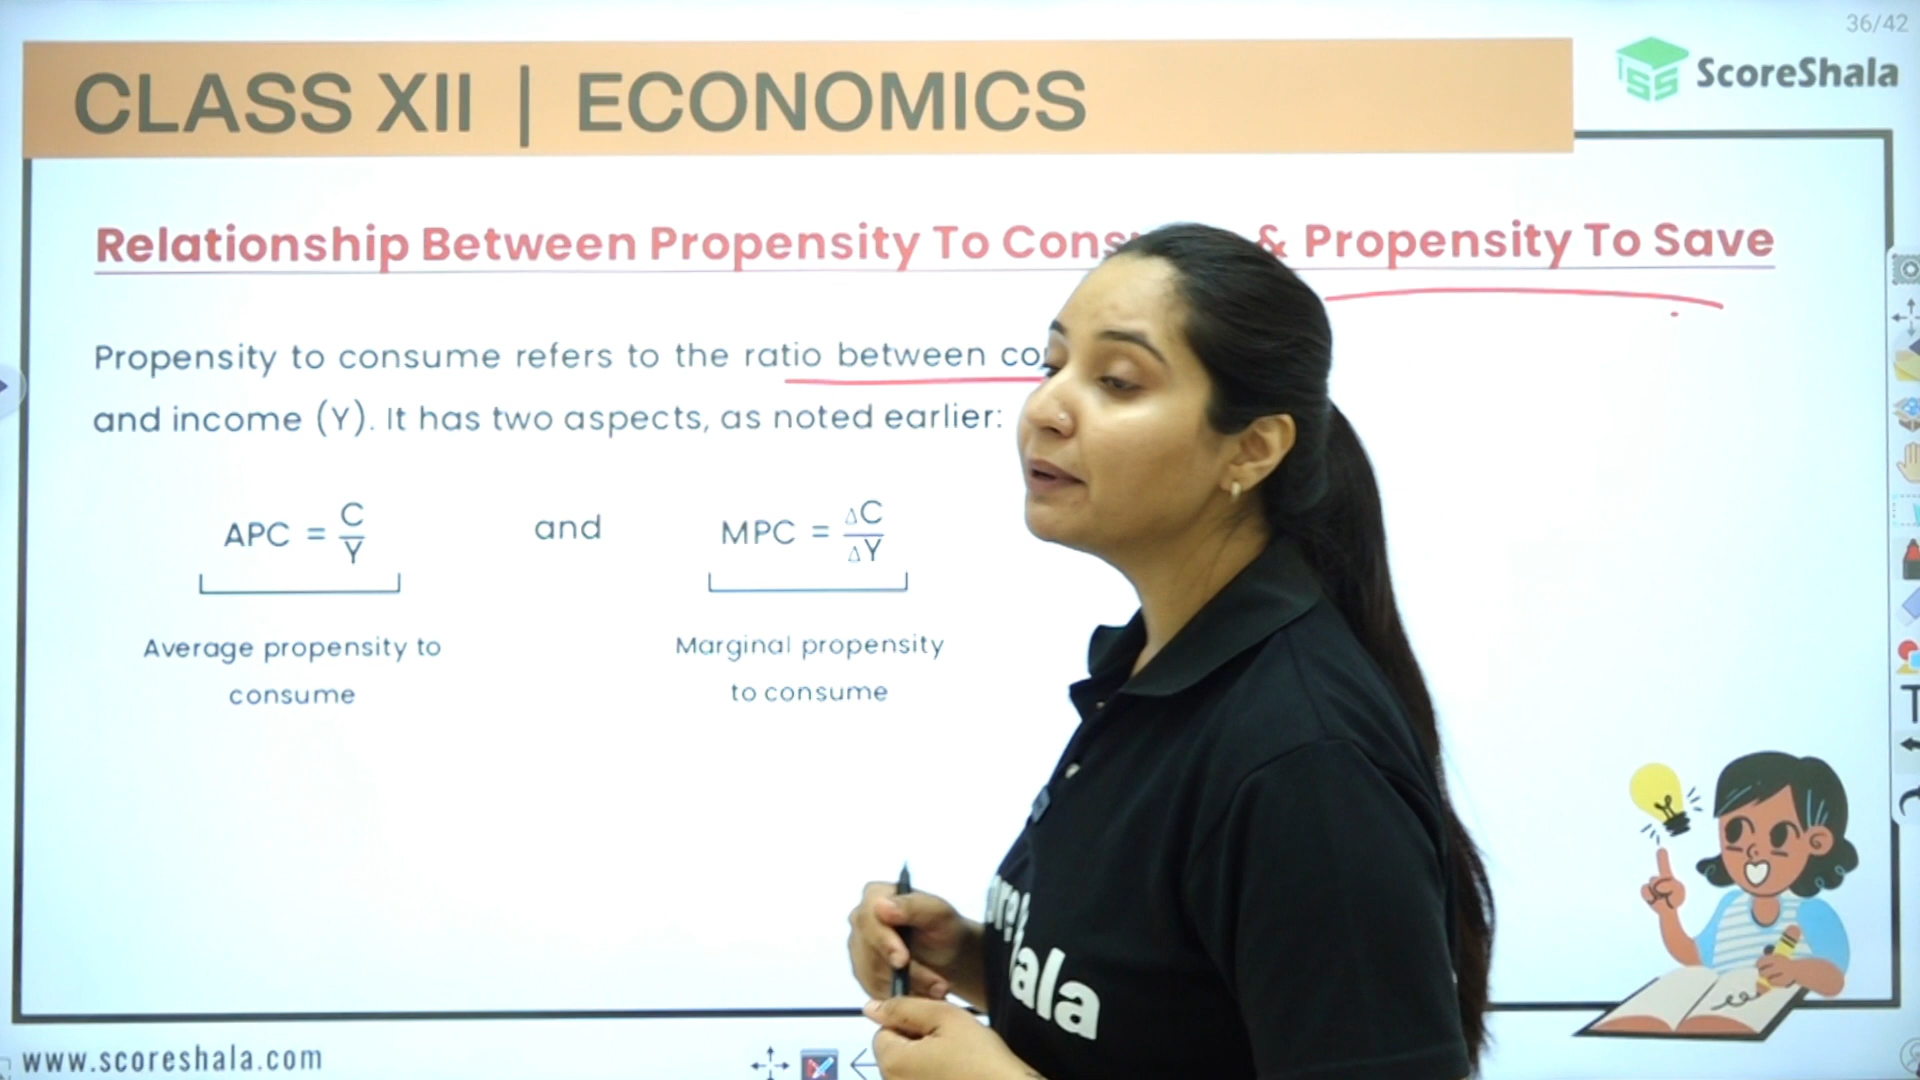 36/42
CLASS XII | ECONOMICS
SS ScoreShala
Relationship Between Propensity To & Propensity To Save
Propensity to consume refers to the ratio between
and income (Y). It has two aspects, as noted earlier:
APC = C/Y and MPC = ΔC/ΔY
Average propensity to
consume
Marginal propensity
to consume
ala
T
www.scoreshala.com